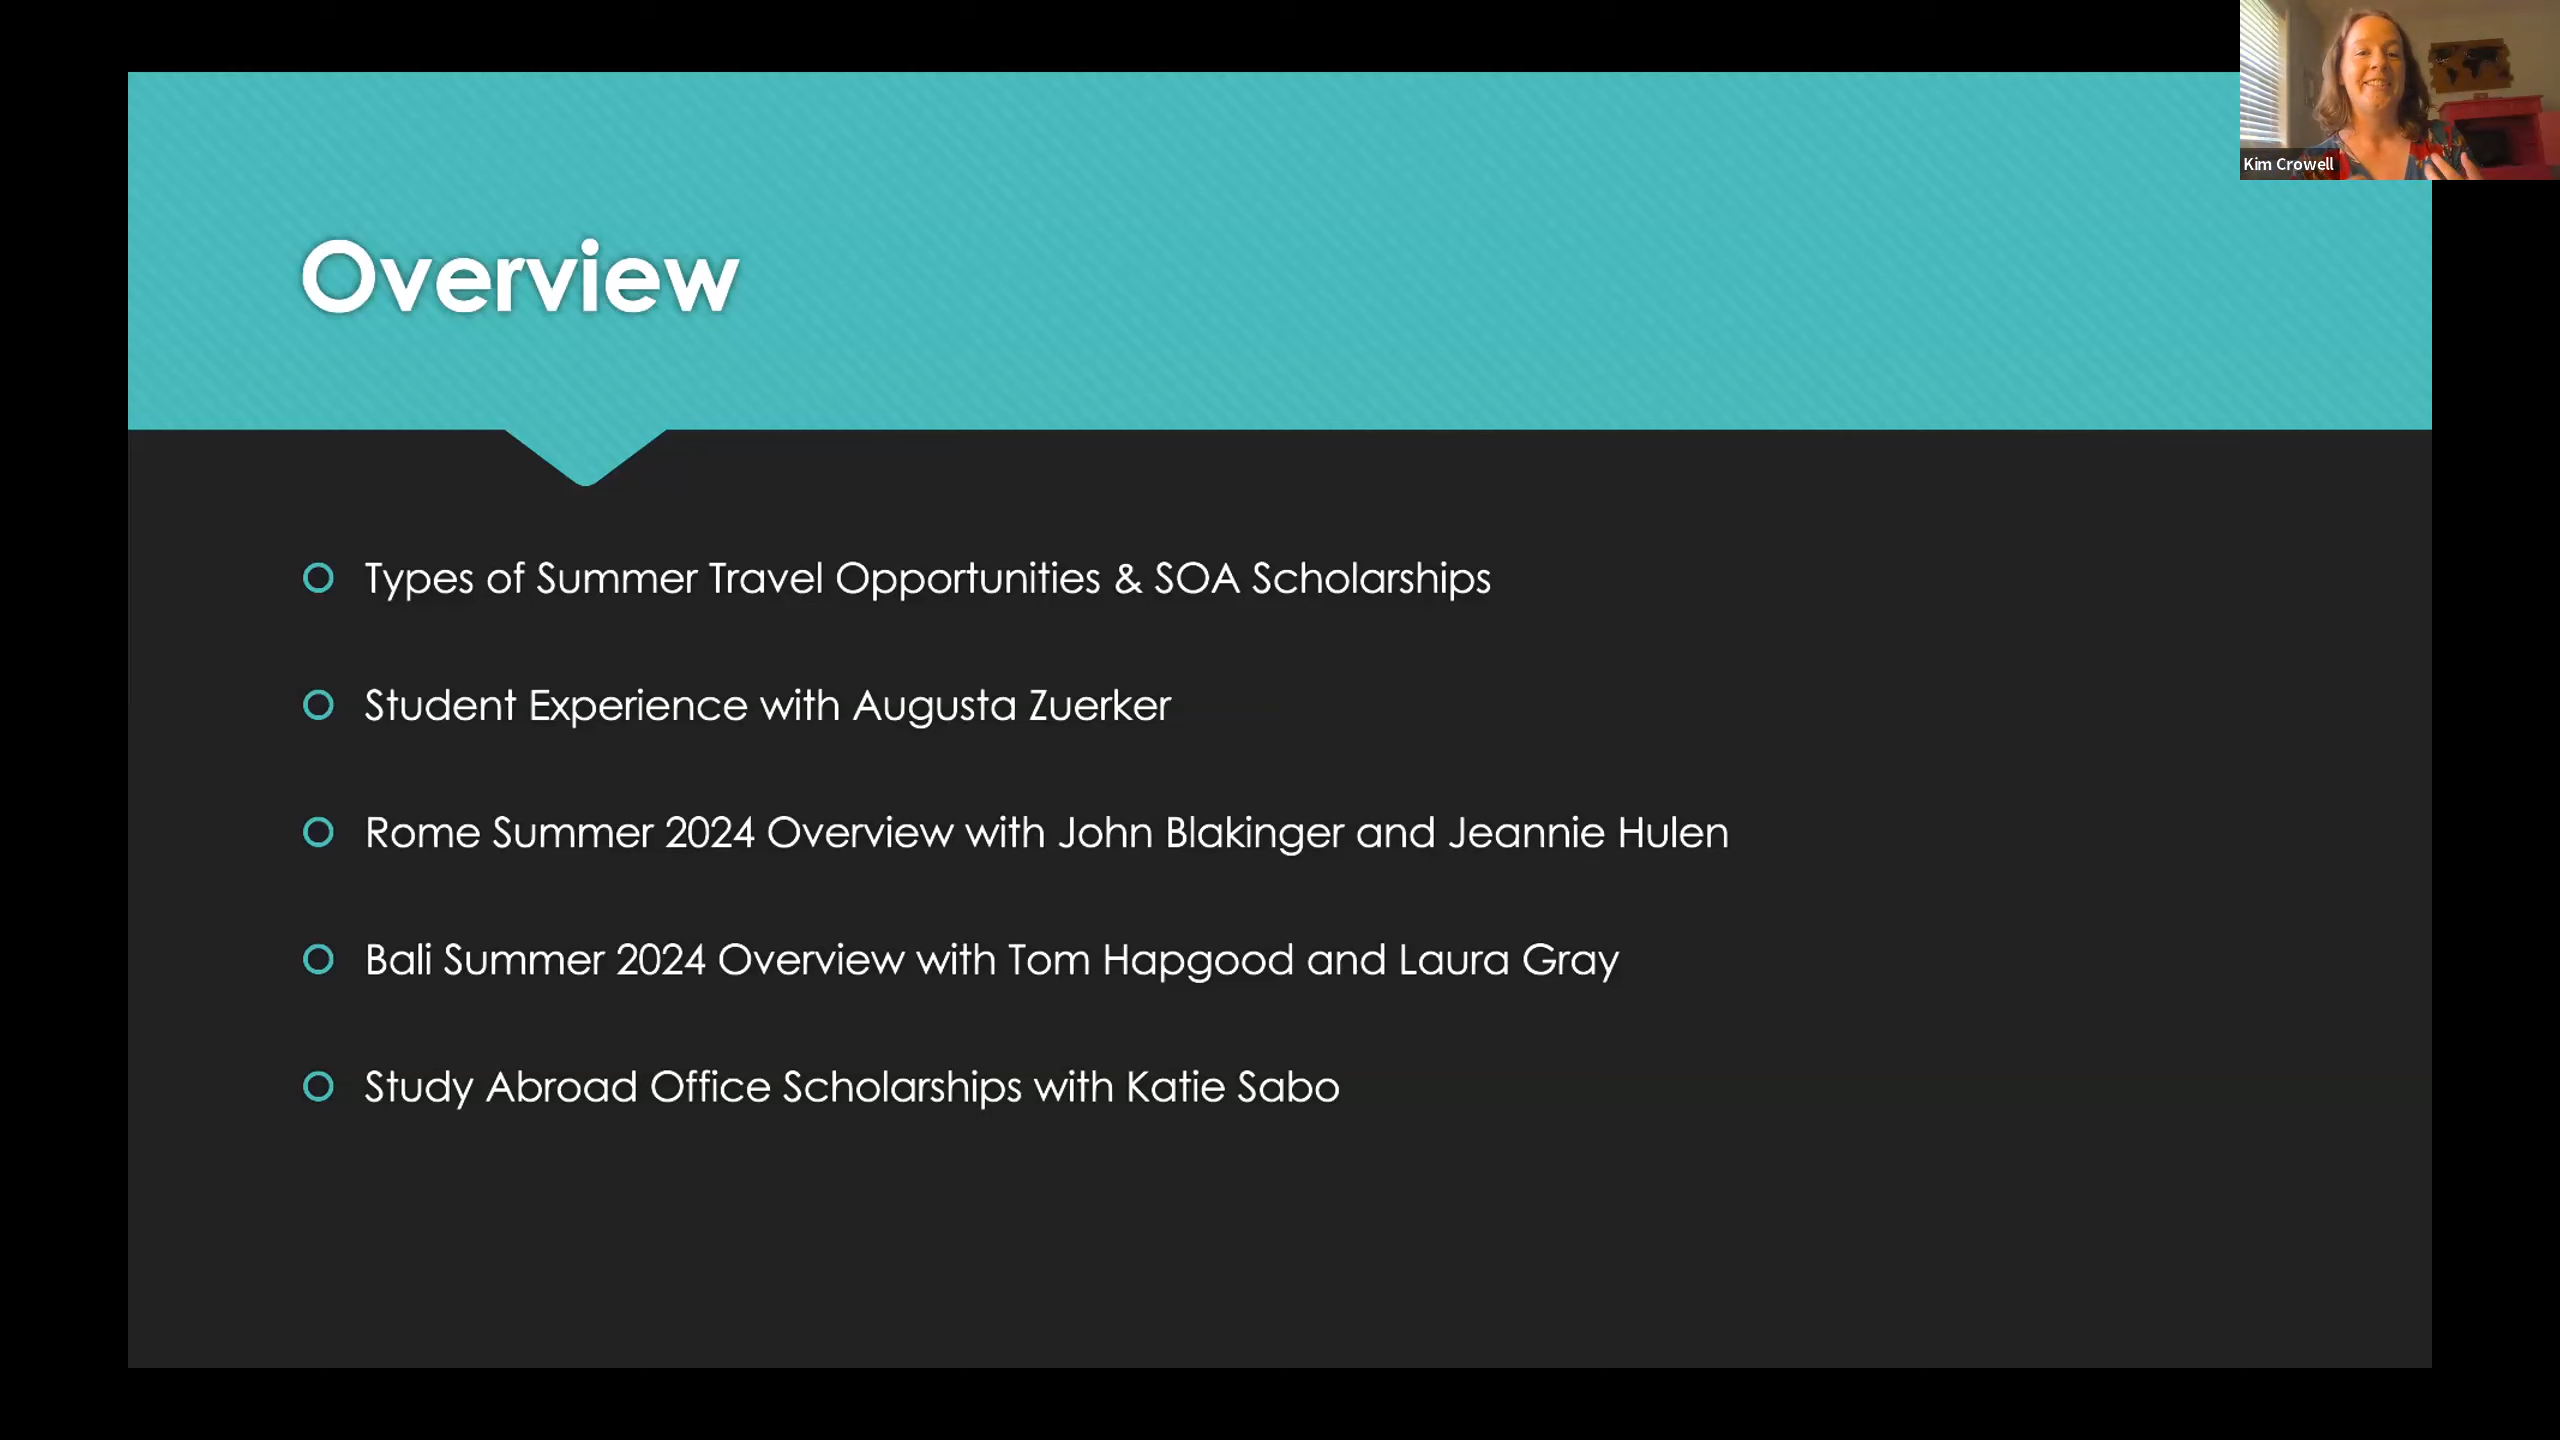 Kim Crowell
Overview
Types of Summer Travel Opportunities & SOA Scholarships
Student Experience with Augusta Zuerker
Rome Summer 2024 Overview with John Blakinger and Jeannie Hulen
Bali Summer 2024 Overview with Tom Hapgood and Laura Gray
Study Abroad Office Scholarships with Katie Sabo